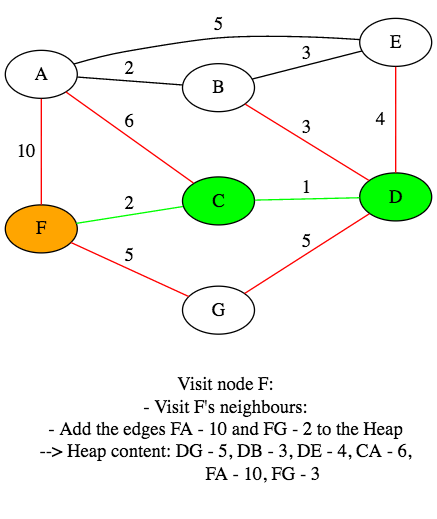 5
E
A
2
3
B
6
3
4
10
1
D
2
C
F
5
5
G
Visit node F:
- Visit F's neighbours:
- Add the edges FA - 10 and FG - 2 to the Heap
--> Heap content: DG - 5, DB - 3, DE - 4, CA - 6,
FA - 10, FG - 3